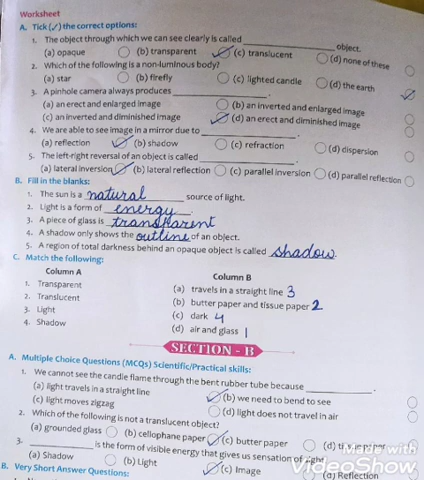 Worksheet
A. Tick (✓) the correct options:
1. The object through which we can see clearly is called ____________ object.
(a) opaque (b) transparent (c) translucent (d) none of these
2. Which of the following is a non-luminous body?
(a) star (b) firefly (c) lighted candle (d) the earth
3. A pinhole camera always produces ____________.
(a) an erect and enlarged image (b) an inverted and enlarged image
(c) an inverted and diminished image (d) an erect and diminished image
4. We are able to see image in a mirror due to ____________.
(a) reflection (b) shadow (c) refraction (d) dispersion
5. The left-right reversal of an object is called ____________.
(a) lateral inversion (b) lateral reflection (c) parallel inversion (d) parallel reflection
B. Fill in the blanks:
1. The sun is a natural source of light.
2. Light is a form of energy.
3. A piece of glass is transparent
4. A shadow only shows the outline of an object.
5. A region of total darkness behind an opaque object is called shadow.
C. Match the following:
Column A Column B
1. Transparent (a) travels in a straight line 3
2. Translucent (b) butter paper and tissue paper 2
3. Light (c) dark 4
4. Shadow (d) air and glass 1
SECTION - B
A. Multiple Choice Questions (MCQs) Scientific/Practical skills:
1. We cannot see the candle flame through the bent rubber tube because ____________.
(a) light travels in a straight line (b) we need to bend to see
(c) light moves zigzag (d) light does not travel in air
2. Which of the following is not a translucent object?
(a) grounded glass (b) cellophane paper (c) butter paper (d)
3. ____________ is the form of visible energy that gives us sensation of sight.
(a) Shadow (b) Light (c) Image (d) Reflection
B. Very Short Answer Questions:
Made with
VideoShow